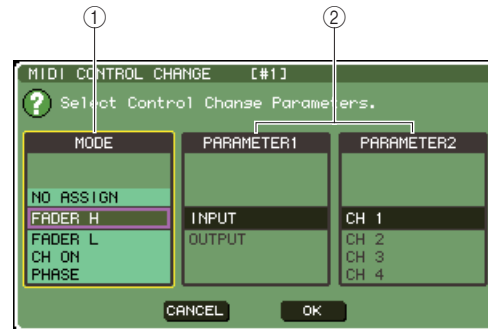 ① ②
MIDI CONTROL CHANGE [#1]
? Select Control Change Parameters.
MODE PARAMETER1 PARAMETER2
NO ASSIGN
FADER H INPUT CH 1
FADER L OUTPUT CH 2
CH ON CH 3
PHASE CH 4
CANCEL OK